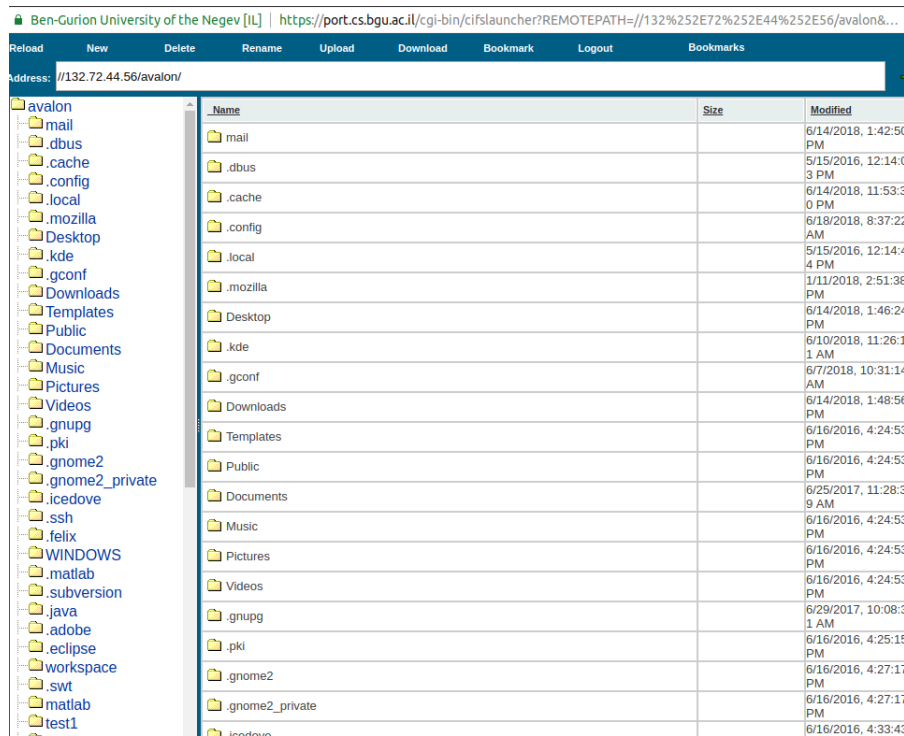 Ben-Gurion University of the Negev [IL] | https://port.cs.bgu.ac.il/cgi-bin/cifslauncher?REMOTEPATH=//132%252E72%252E44%252E56/avalon&...
Reload New Delete Rename Upload Download Bookmark Logout Bookmarks
Address: //132.72.44.56/avalon/
avalon
mail
.dbus
.cache
.config
.local
.mozilla
Desktop
.kde
.gconf
Downloads
Templates
Public
Documents
Music
Pictures
Videos
.gnupg
.pki
.gnome2
.gnome2_private
.icedove
.ssh
.felix
WINDOWS
.matlab
.subversion
.java
.adobe
.eclipse
workspace
.swt
matlab
test1
Name Size Modified
mail 6/14/2018, 1:42:50
PM
.dbus 5/15/2016, 12:14:0
3 PM
.cache 6/14/2018, 11:53:3
0 PM
.config 6/18/2018, 8:37:22
AM
.local 5/15/2016, 12:14:4
4 PM
.mozilla 1/11/2018, 2:51:38
PM
Desktop 6/14/2018, 1:46:24
PM
.kde 6/10/2018, 11:26:1
1 AM
.gconf 6/7/2018, 10:31:14
AM
Downloads 6/14/2018, 1:48:56
PM
Templates 6/16/2016, 4:24:53
PM
Public 6/16/2016, 4:24:53
PM
Documents 6/25/2017, 11:28:3
9 AM
Music 6/16/2016, 4:24:53
PM
Pictures 6/16/2016, 4:24:53
PM
Videos 6/16/2016, 4:24:53
PM
.gnupg 6/29/2017, 10:08:3
1 AM
.pki 6/16/2016, 4:25:15
PM
.gnome2 6/16/2016, 4:27:17
PM
.gnome2_private 6/16/2016, 4:27:17
PM
.icedove 6/16/2016, 4:33:43